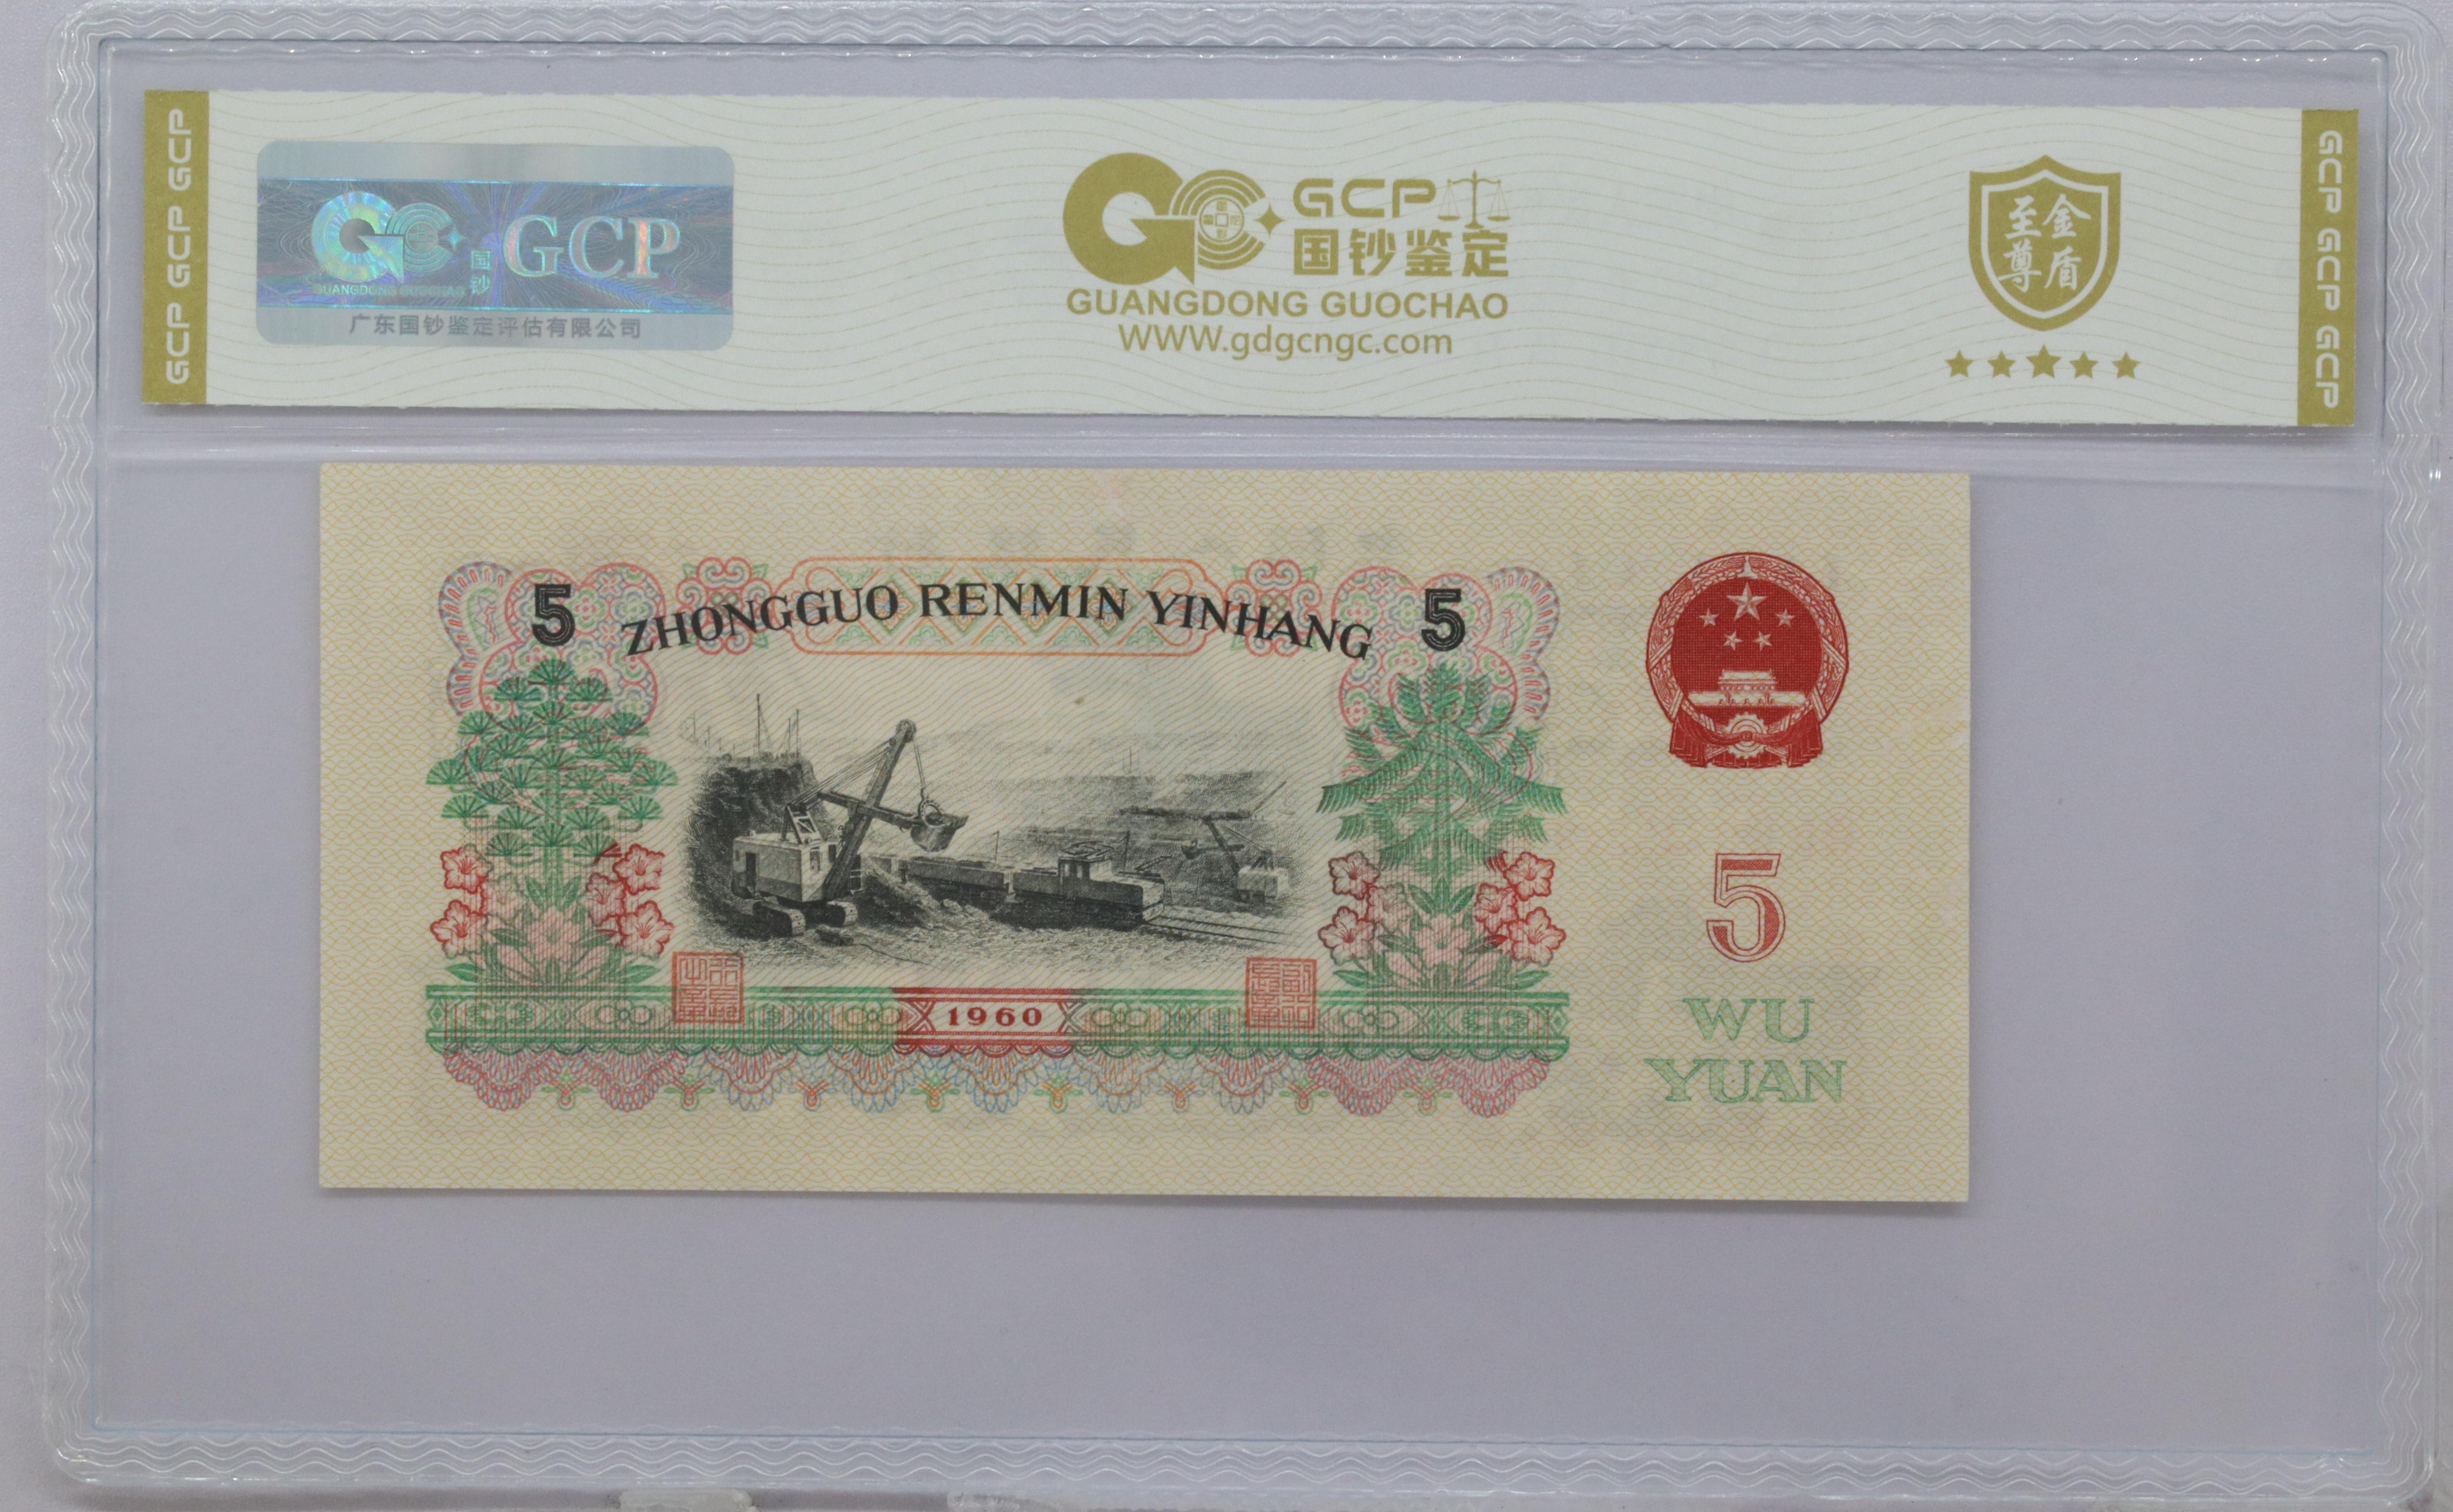 GCP GCP GCP
GUANGDONG GUOCHAO
国钞
GCP
广东国钞鉴定评估有限公司
GCP
国钞鉴定
GUANGDONG GUOCHAO
WWW.gdgcngc.com
至尊
金盾
GCP GCP GCP
5 ZHONGGUO RENMIN YINHANG 5
1960
5
WU
YUAN